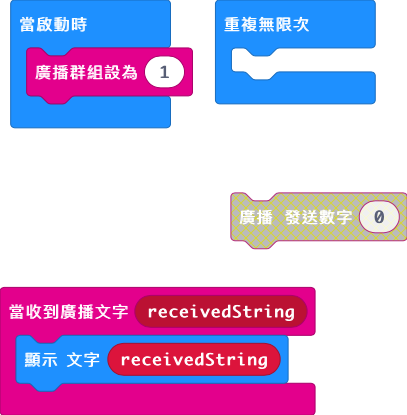 當啟動時
廣播群組設為 1
重複無限次
廣播 發送數字 0
當收到廣播文字 receivedString
顯示 文字 receivedString